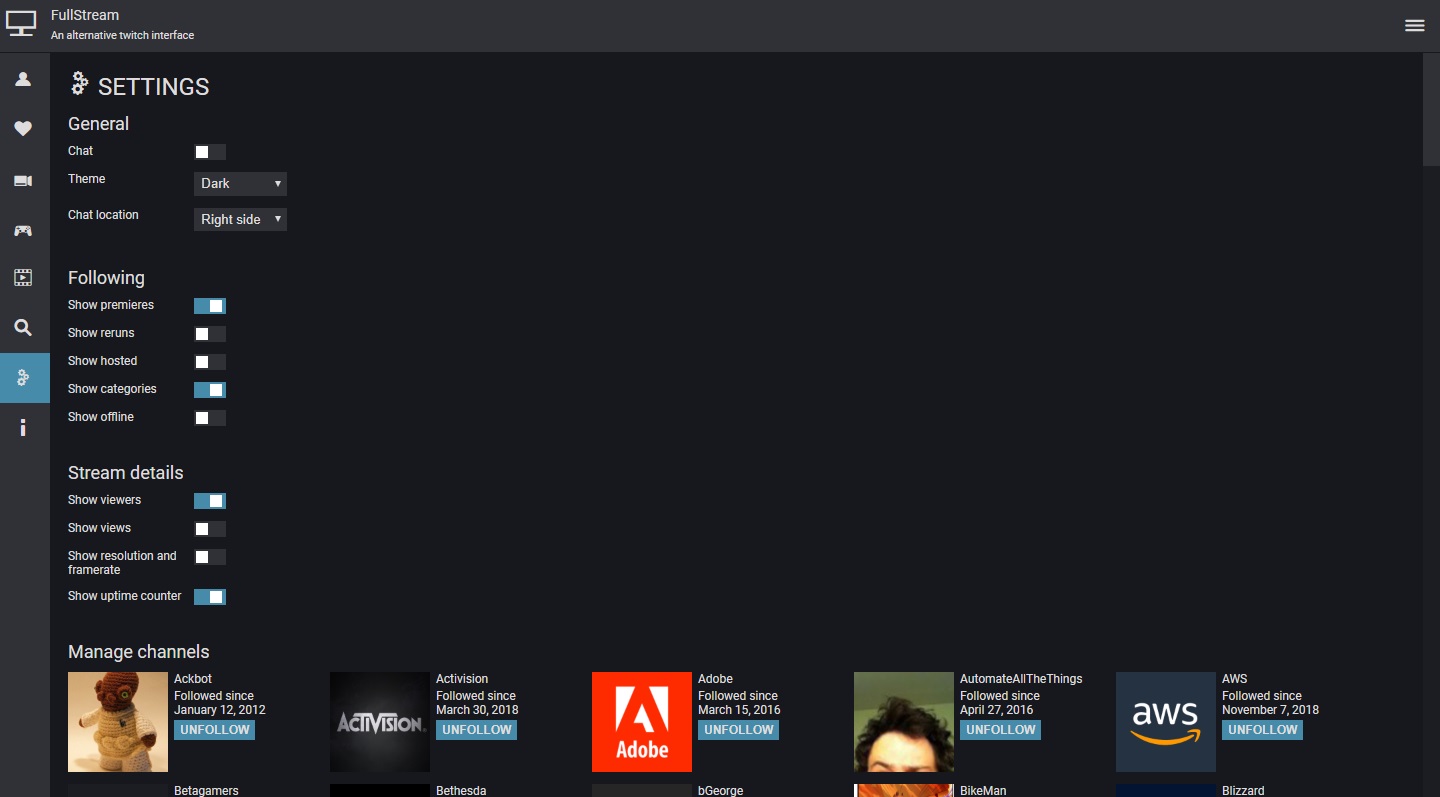 FullStream
An alternative twitch interface
SETTINGS
General
Chat
Theme
Dark
Chat location
Right side
Following
Show premieres
Show reruns
Show hosted
Show categories
Show offline
Stream details
Show viewers
Show views
Show resolution and
framerate
Show uptime counter
Manage channels
Ackbot
Followed since
January 12, 2012
UNFOLLOW
ACTIVISION.
Activision
Followed since
March 30, 2018
UNFOLLOW
Adobe
Adobe
Followed since
March 15, 2016
UNFOLLOW
AutomateAllTheThings
Followed since
April 27, 2016
UNFOLLOW
aws
AWS
Followed since
November 7, 2018
UNFOLLOW
Betagamers
Bethesda
bGeorge
BikeMan
Blizzard